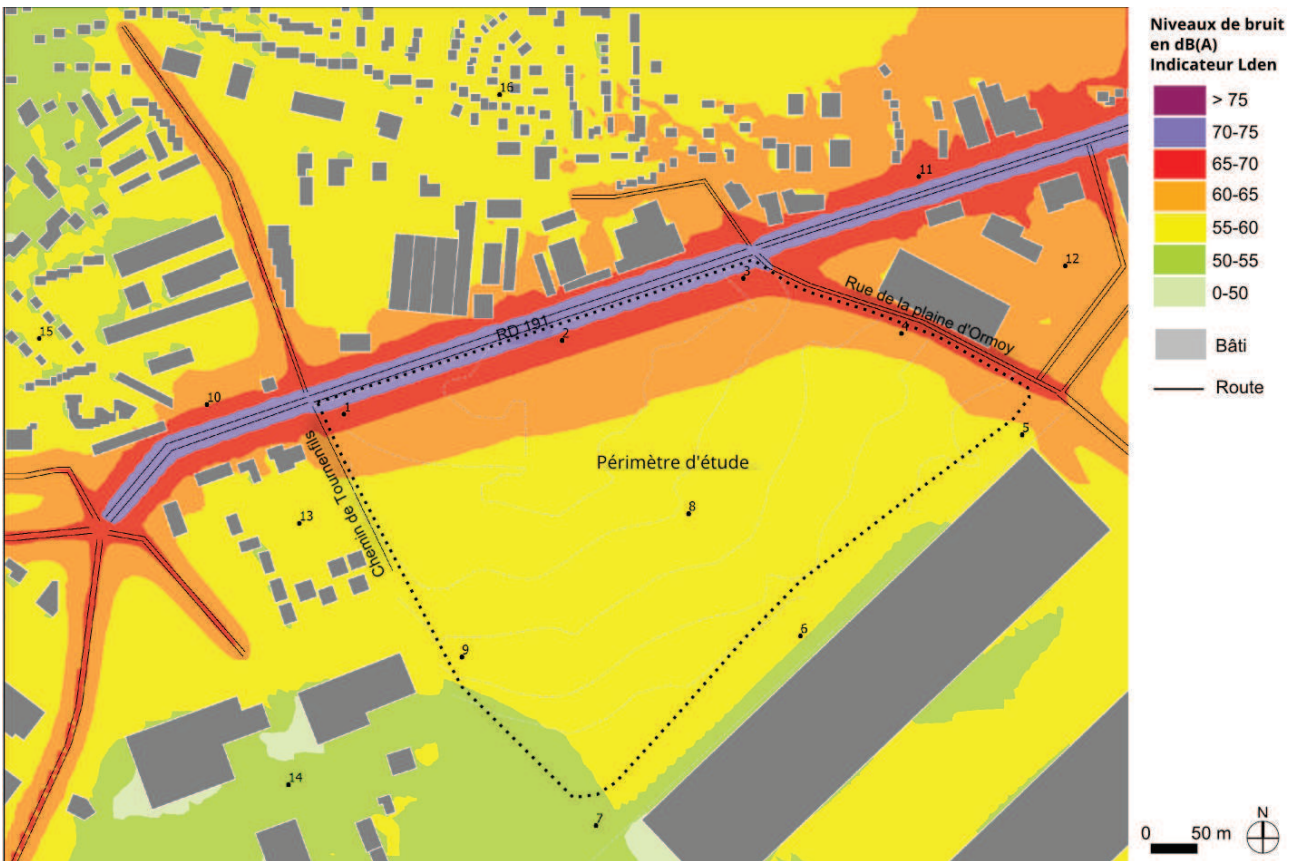 Niveaux de bruit
en dB(A)
Indicateur Lden
> 75
70-75
65-70
60-65
55-60
50-55
0-50
Bâti
Route
16
11
12
3
RD 191
Rue de la plaine d'Ormoy
2
4
15
10
1
5
Périmètre d'étude
Chemin de Tournenfils
13
8
6
9
14
7
0 50 m
N